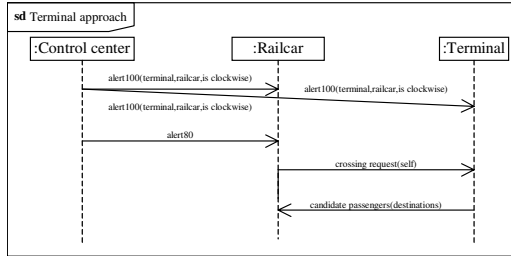 sd Terminal approach
:Control center
:Railcar
:Terminal
alert100(terminal,railcar,is clockwise)
alert100(terminal,railcar,is clockwise)
alert100(terminal,railcar,is clockwise)
alert80
crossing request(self)
candidate passengers(destinations)